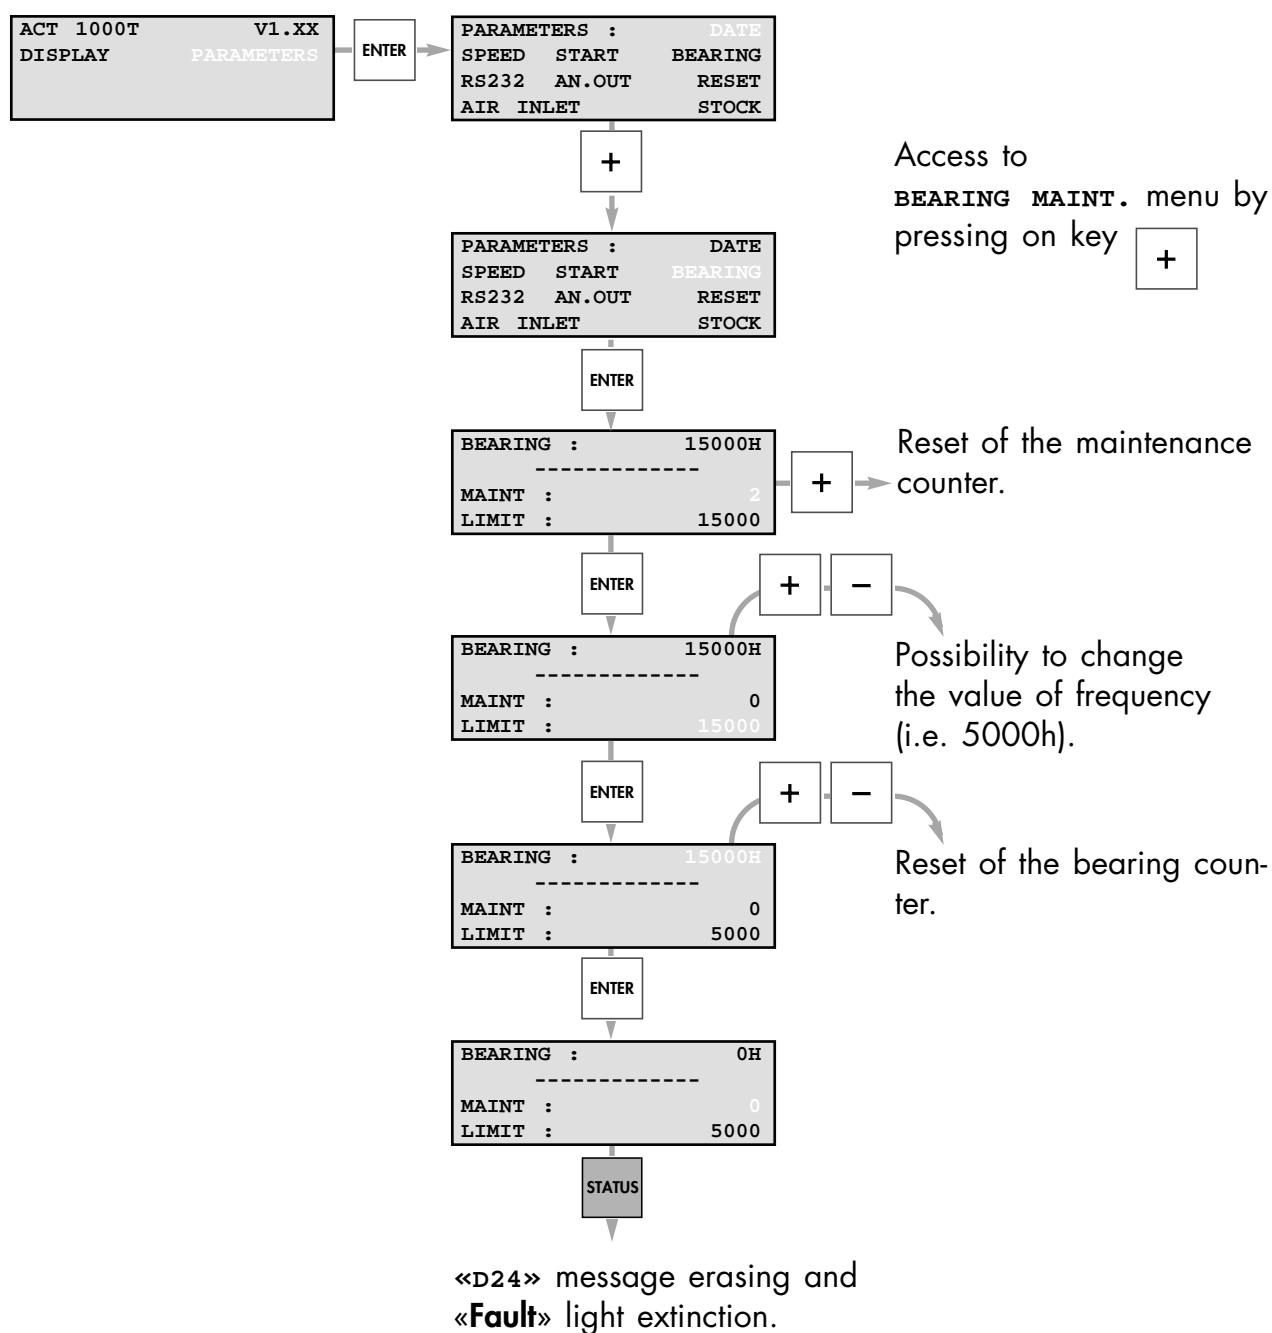 ACT 1000T V1.XX
DISPLAY PARAMETERS
ENTER
PARAMETERS : DATE
SPEED START BEARING
RS232 AN.OUT RESET
AIR INLET STOCK
+
Access to
BEARING MAINT. menu by
pressing on key +
PARAMETERS : DATE
SPEED START BEARING
RS232 AN.OUT RESET
AIR INLET STOCK
ENTER
BEARING : 15000H
-------------
MAINT : 2
LIMIT : 15000
+
Reset of the maintenance
counter.
ENTER
+ −
BEARING : 15000H
-------------
MAINT : 0
LIMIT : 15000
Possibility to change
the value of frequency
(i.e. 5000h).
ENTER
+ −
BEARING : 15000H
-------------
MAINT : 0
LIMIT : 5000
Reset of the bearing coun-
ter.
ENTER
BEARING : 0H
-------------
MAINT : 0
LIMIT : 5000
STATUS
«D24» message erasing and
«Fault» light extinction.